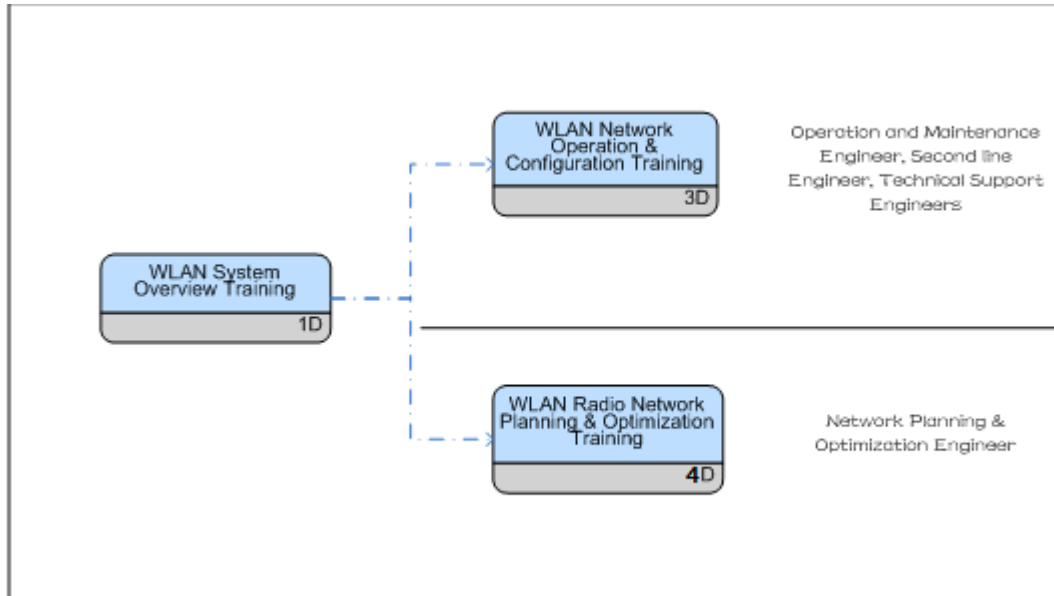 WLAN Network
Operation &
Configuration Training
3D
Operation and Maintenance
Engineer, Second line
Engineer, Technical Support
Engineers
WLAN System
Overview Training
1D
WLAN Radio Network
Planning & Optimization
Training
4D
Network Planning &
Optimization Engineer